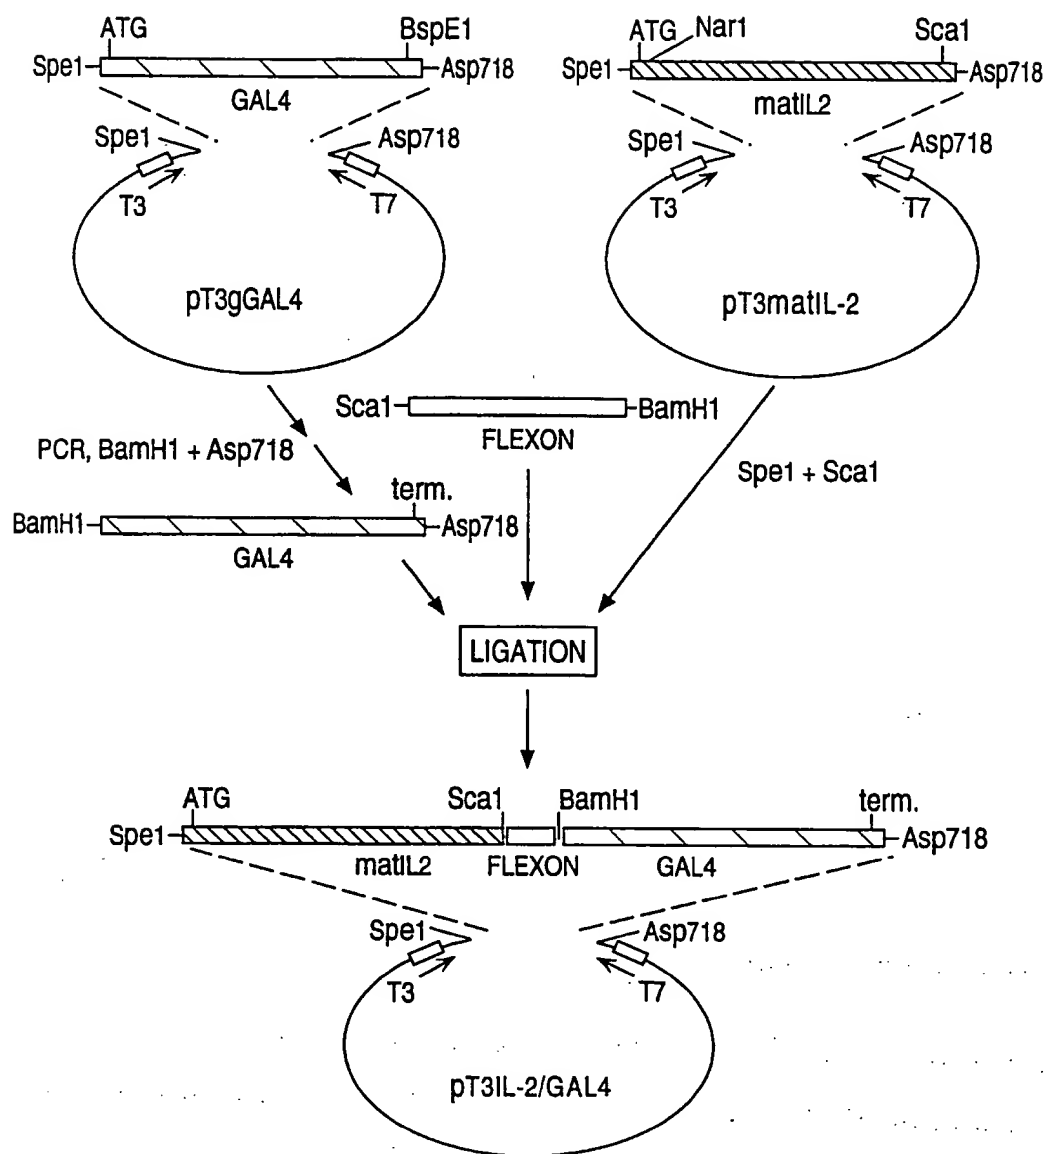 ATG
BspE1
Spe1
Asp718
GAL4
Spe1
Asp718
T3
T7
pT3gGAL4
ATG
Nar1
Sca1
Spe1
Asp718
matIL2
Spe1
Asp718
T3
T7
pT3matIL-2
Sca1
BamH1
FLEXON
PCR, BamH1 + Asp718
Spe1 + Sca1
term.
BamH1
Asp718
GAL4
LIGATION
ATG
Sca1
BamH1
term.
Spe1
Asp718
matIL2
FLEXON
GAL4
Spe1
Asp718
T3
T7
pT3IL-2/GAL4